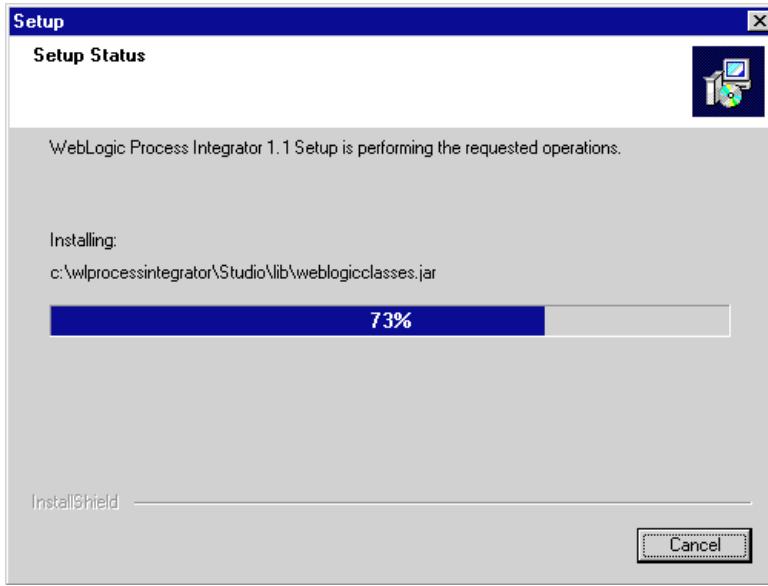 Setup
Setup Status
WebLogic Process Integrator 1.1 Setup is performing the requested operations.
Installing:
c:\wlprocessintegrator\Studio\lib\weblogicclasses.jar
73%
InstallShield
Cancel